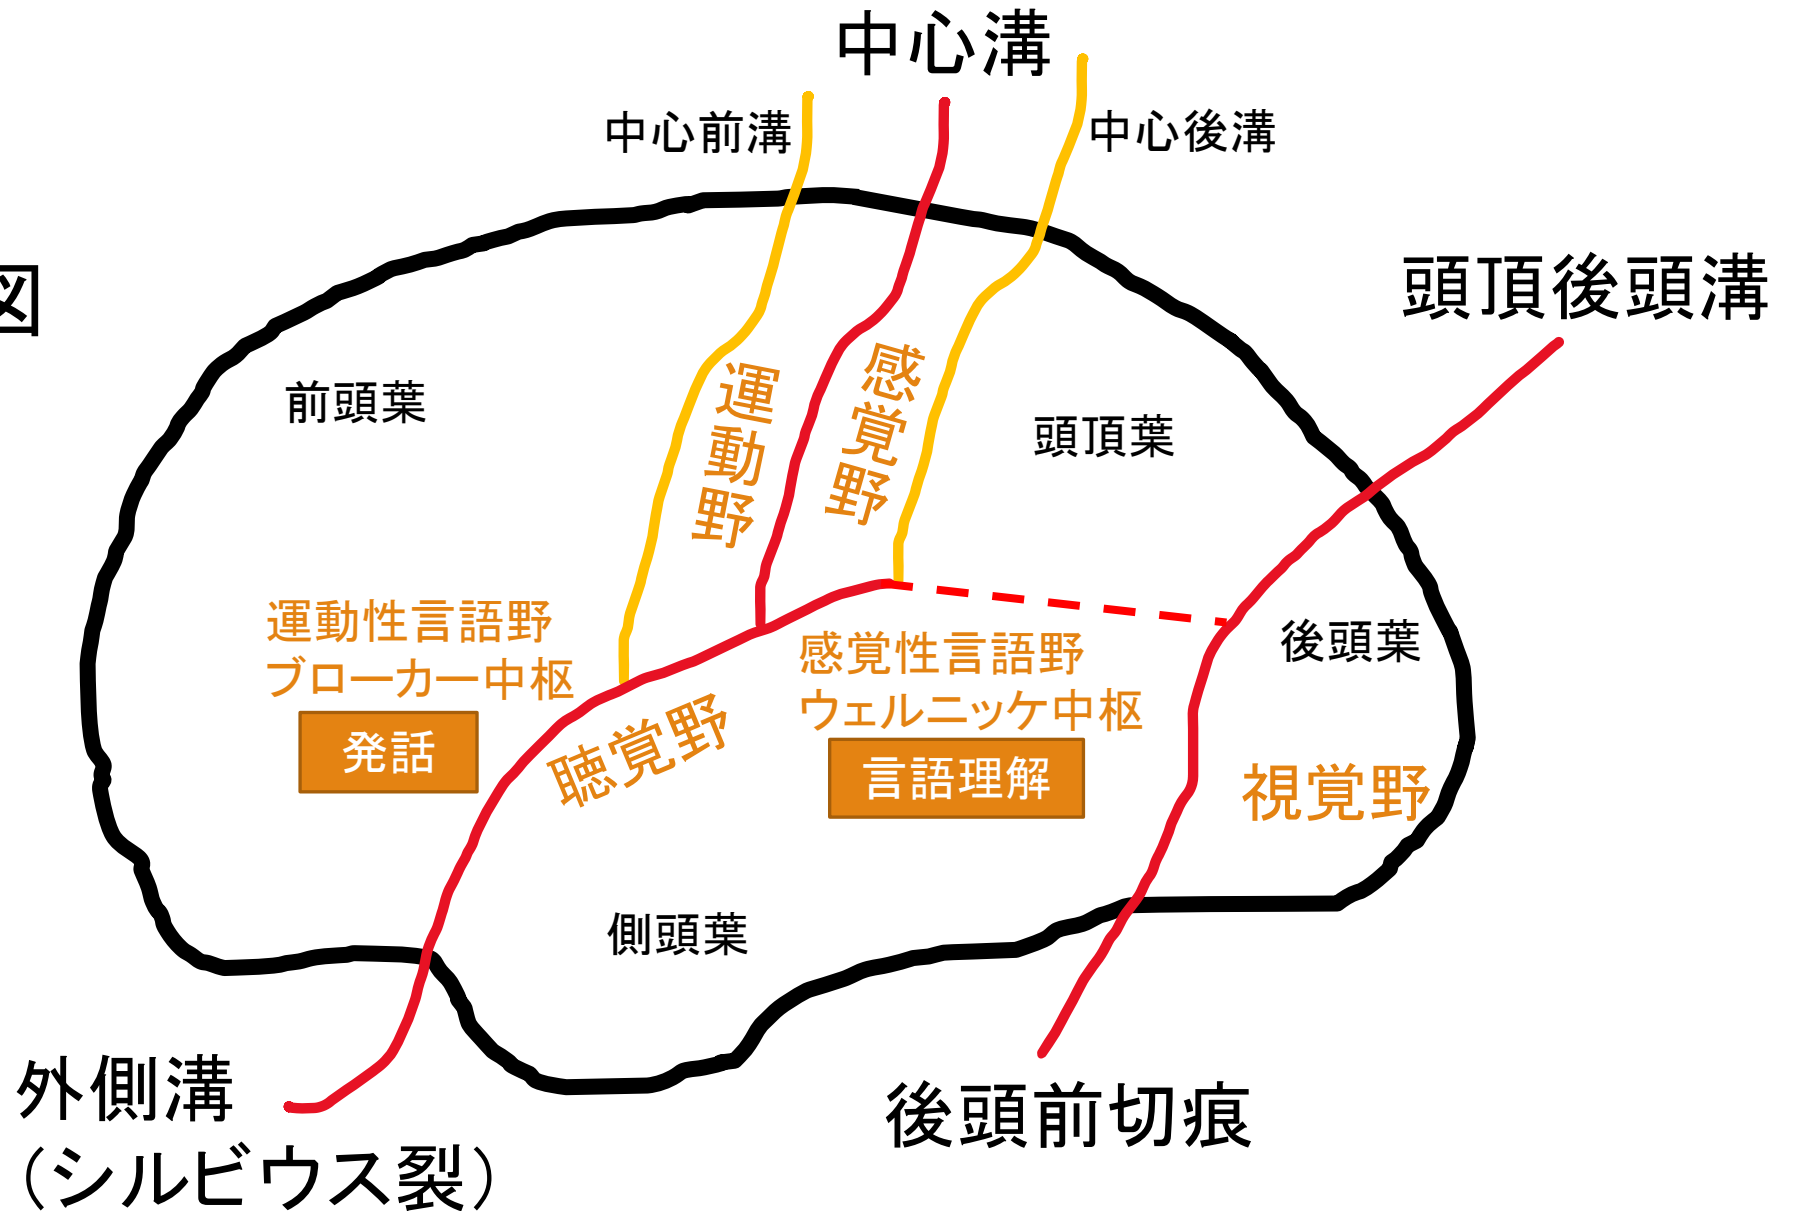 中心溝
中心前溝
中心後溝
図
頭頂後頭溝
前頭葉
運動野
感覚野
頭頂葉
運動性言語野
ブローカー中枢
発話
感覚性言語野
ウェルニッケ中枢
言語理解
後頭葉
聴覚野
視覚野
側頭葉
外側溝
（シルビウス裂）
後頭前切痕